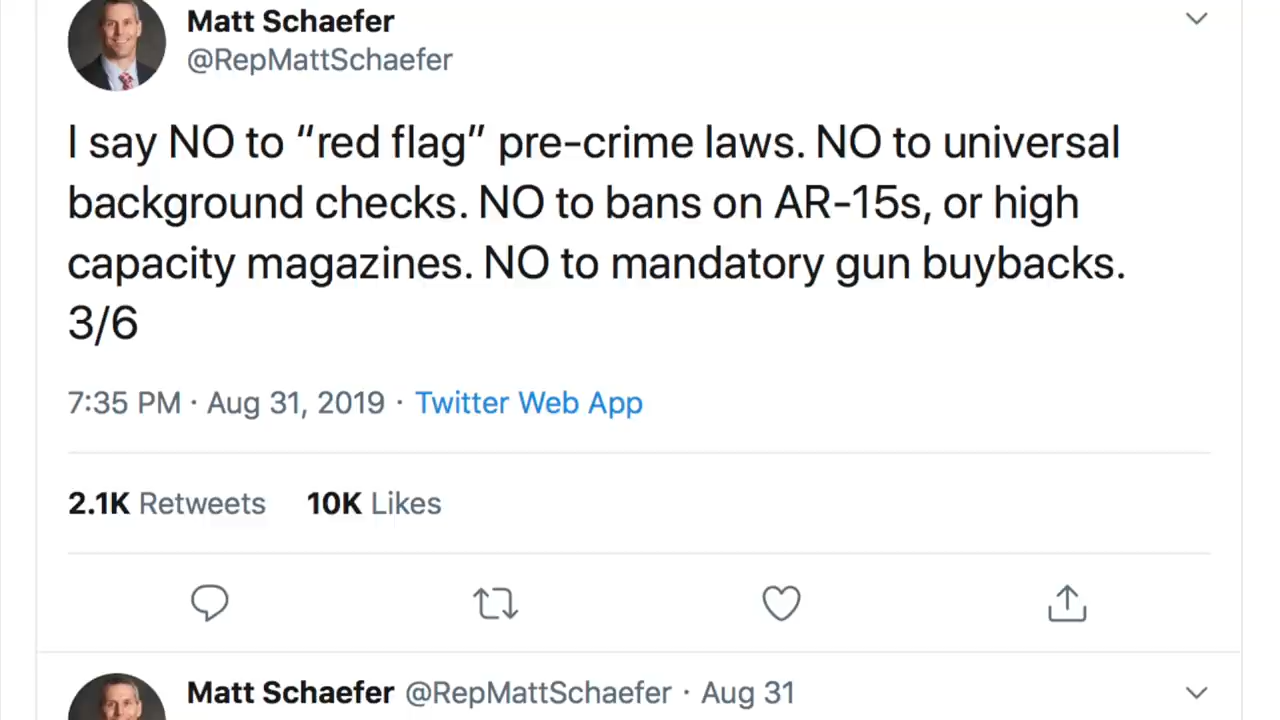 Matt Schaefer
@RepMattSchaefer
I say NO to “red flag” pre-crime laws. NO to universal
background checks. NO to bans on AR-15s, or high
capacity magazines. NO to mandatory gun buybacks.
3/6
7:35 PM · Aug 31, 2019 · Twitter Web App
2.1K Retweets 10K Likes
Matt Schaefer @RepMattSchaefer · Aug 31